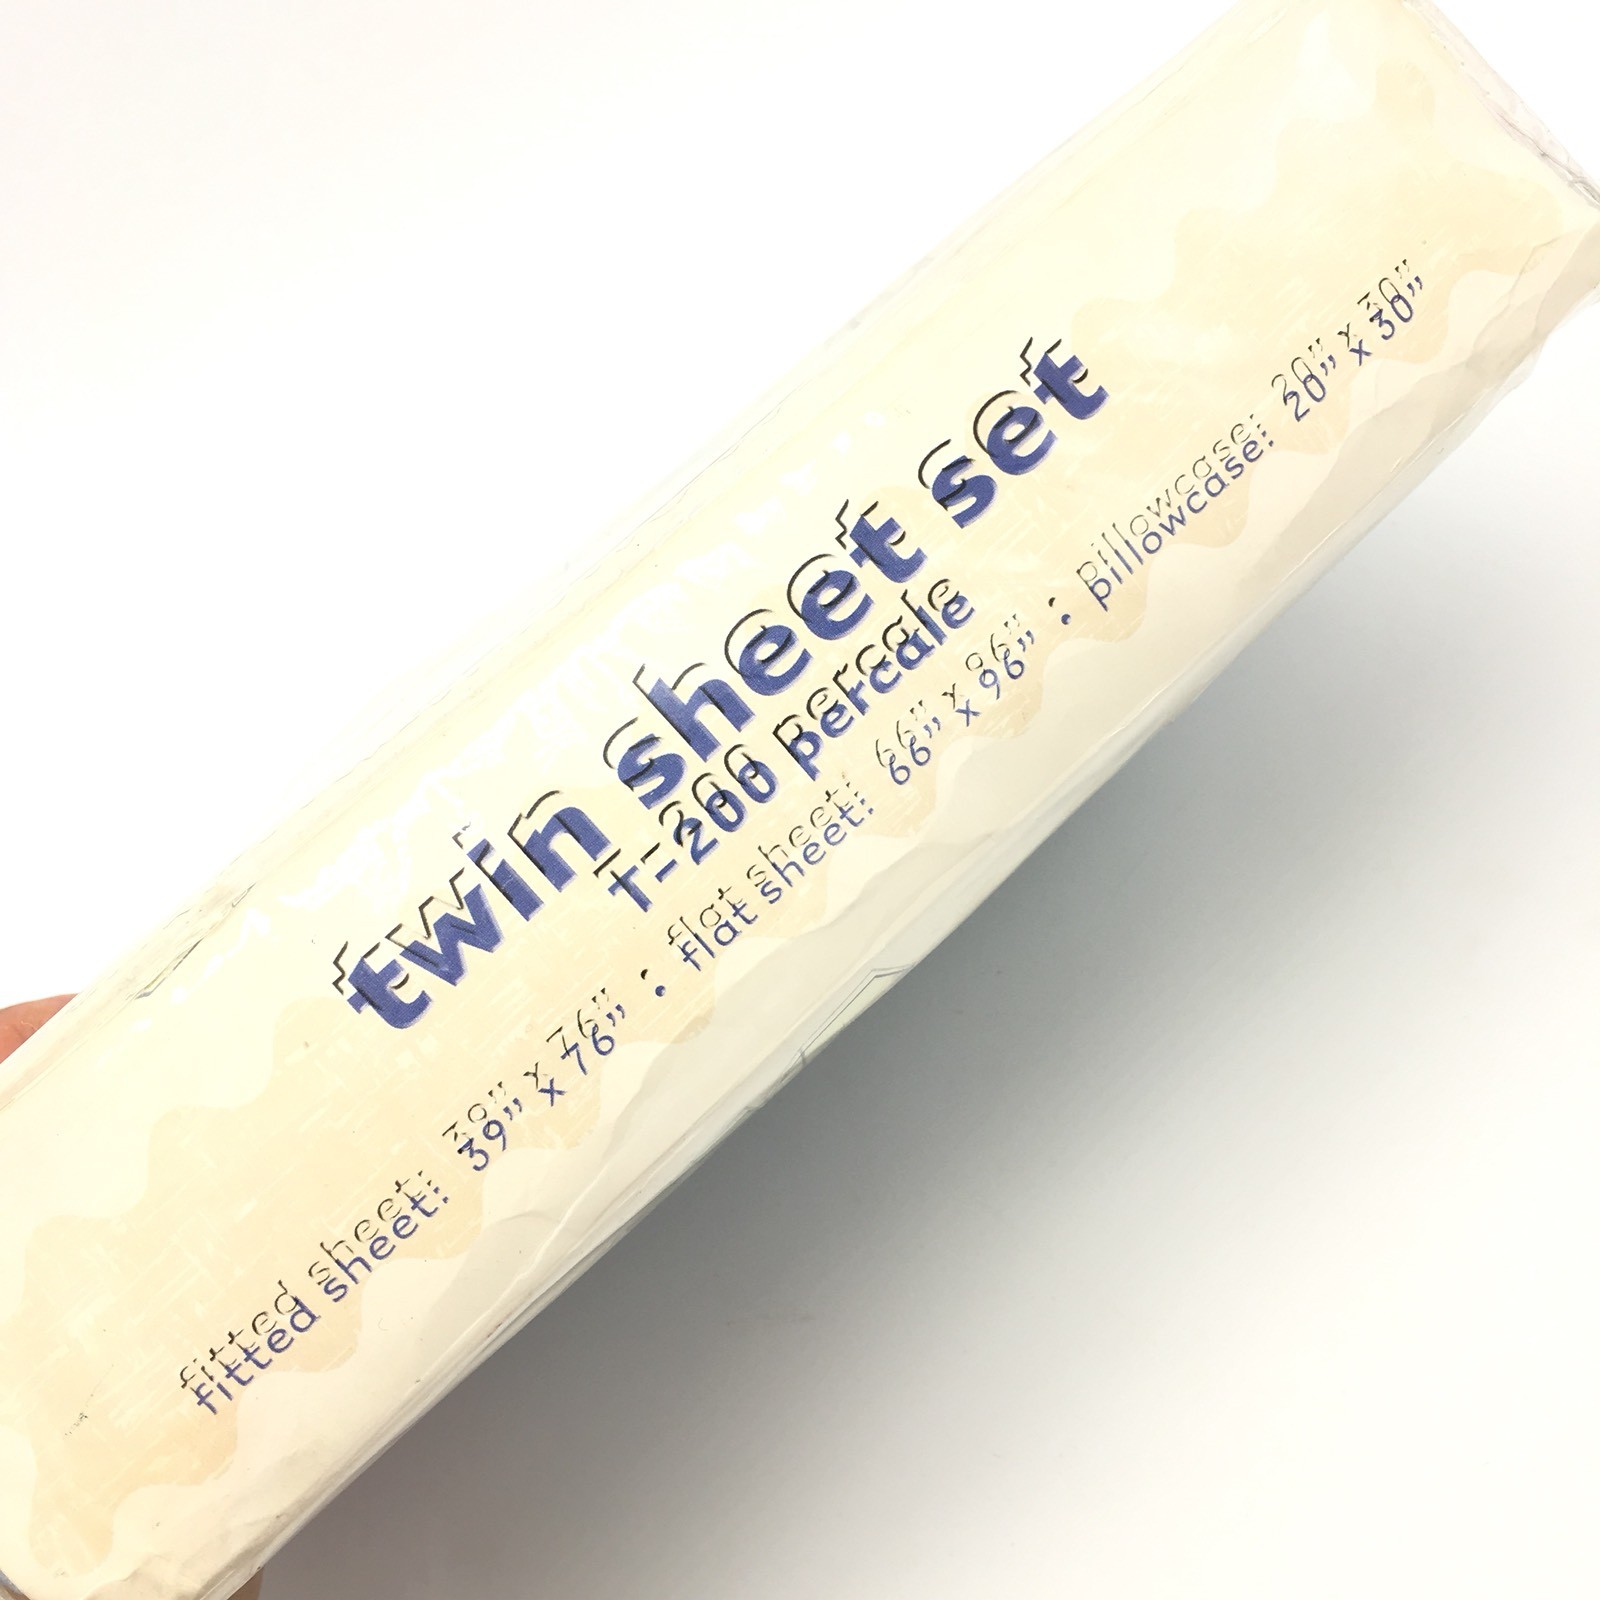 twin sheet set
T-200 percale
fitted sheet: 39” x 76” • flat sheet: 66” x 96” • pillowcase: 20” x 30”